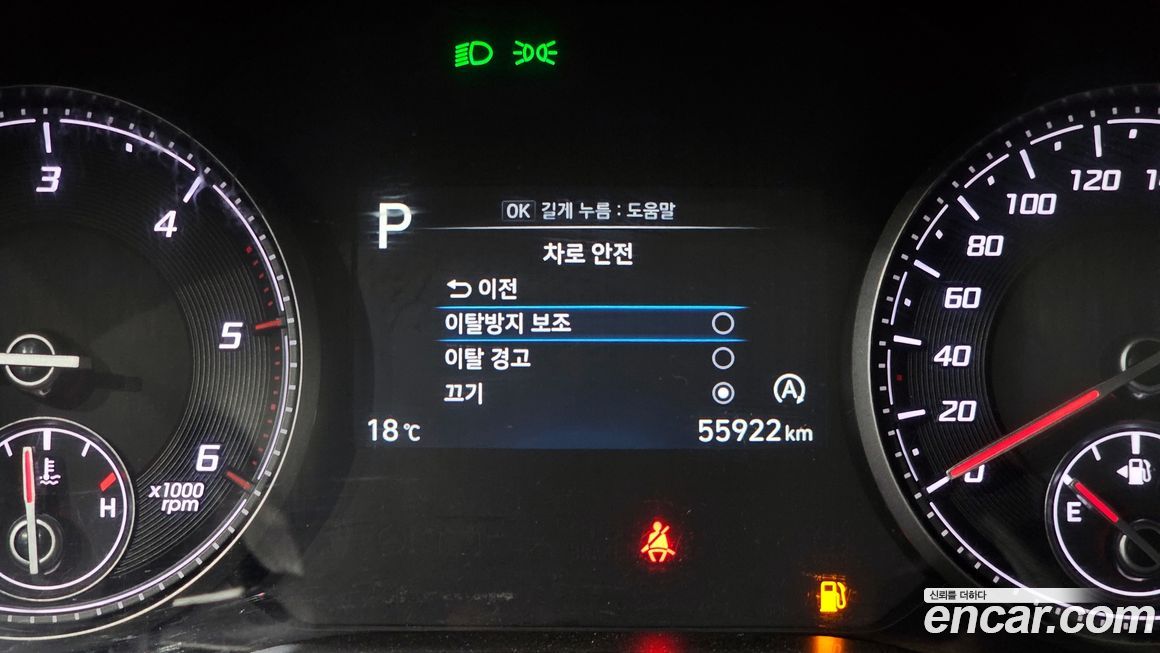 P
OK 길게 누름 : 도움말
차로 안전
이전
이탈방지 보조
이탈 경고
끄기
A
18℃
55922 km
3
4
5
6
x1000
rpm
H
0
20
40
60
80
100
120
E
신뢰를 더하다
encar.com